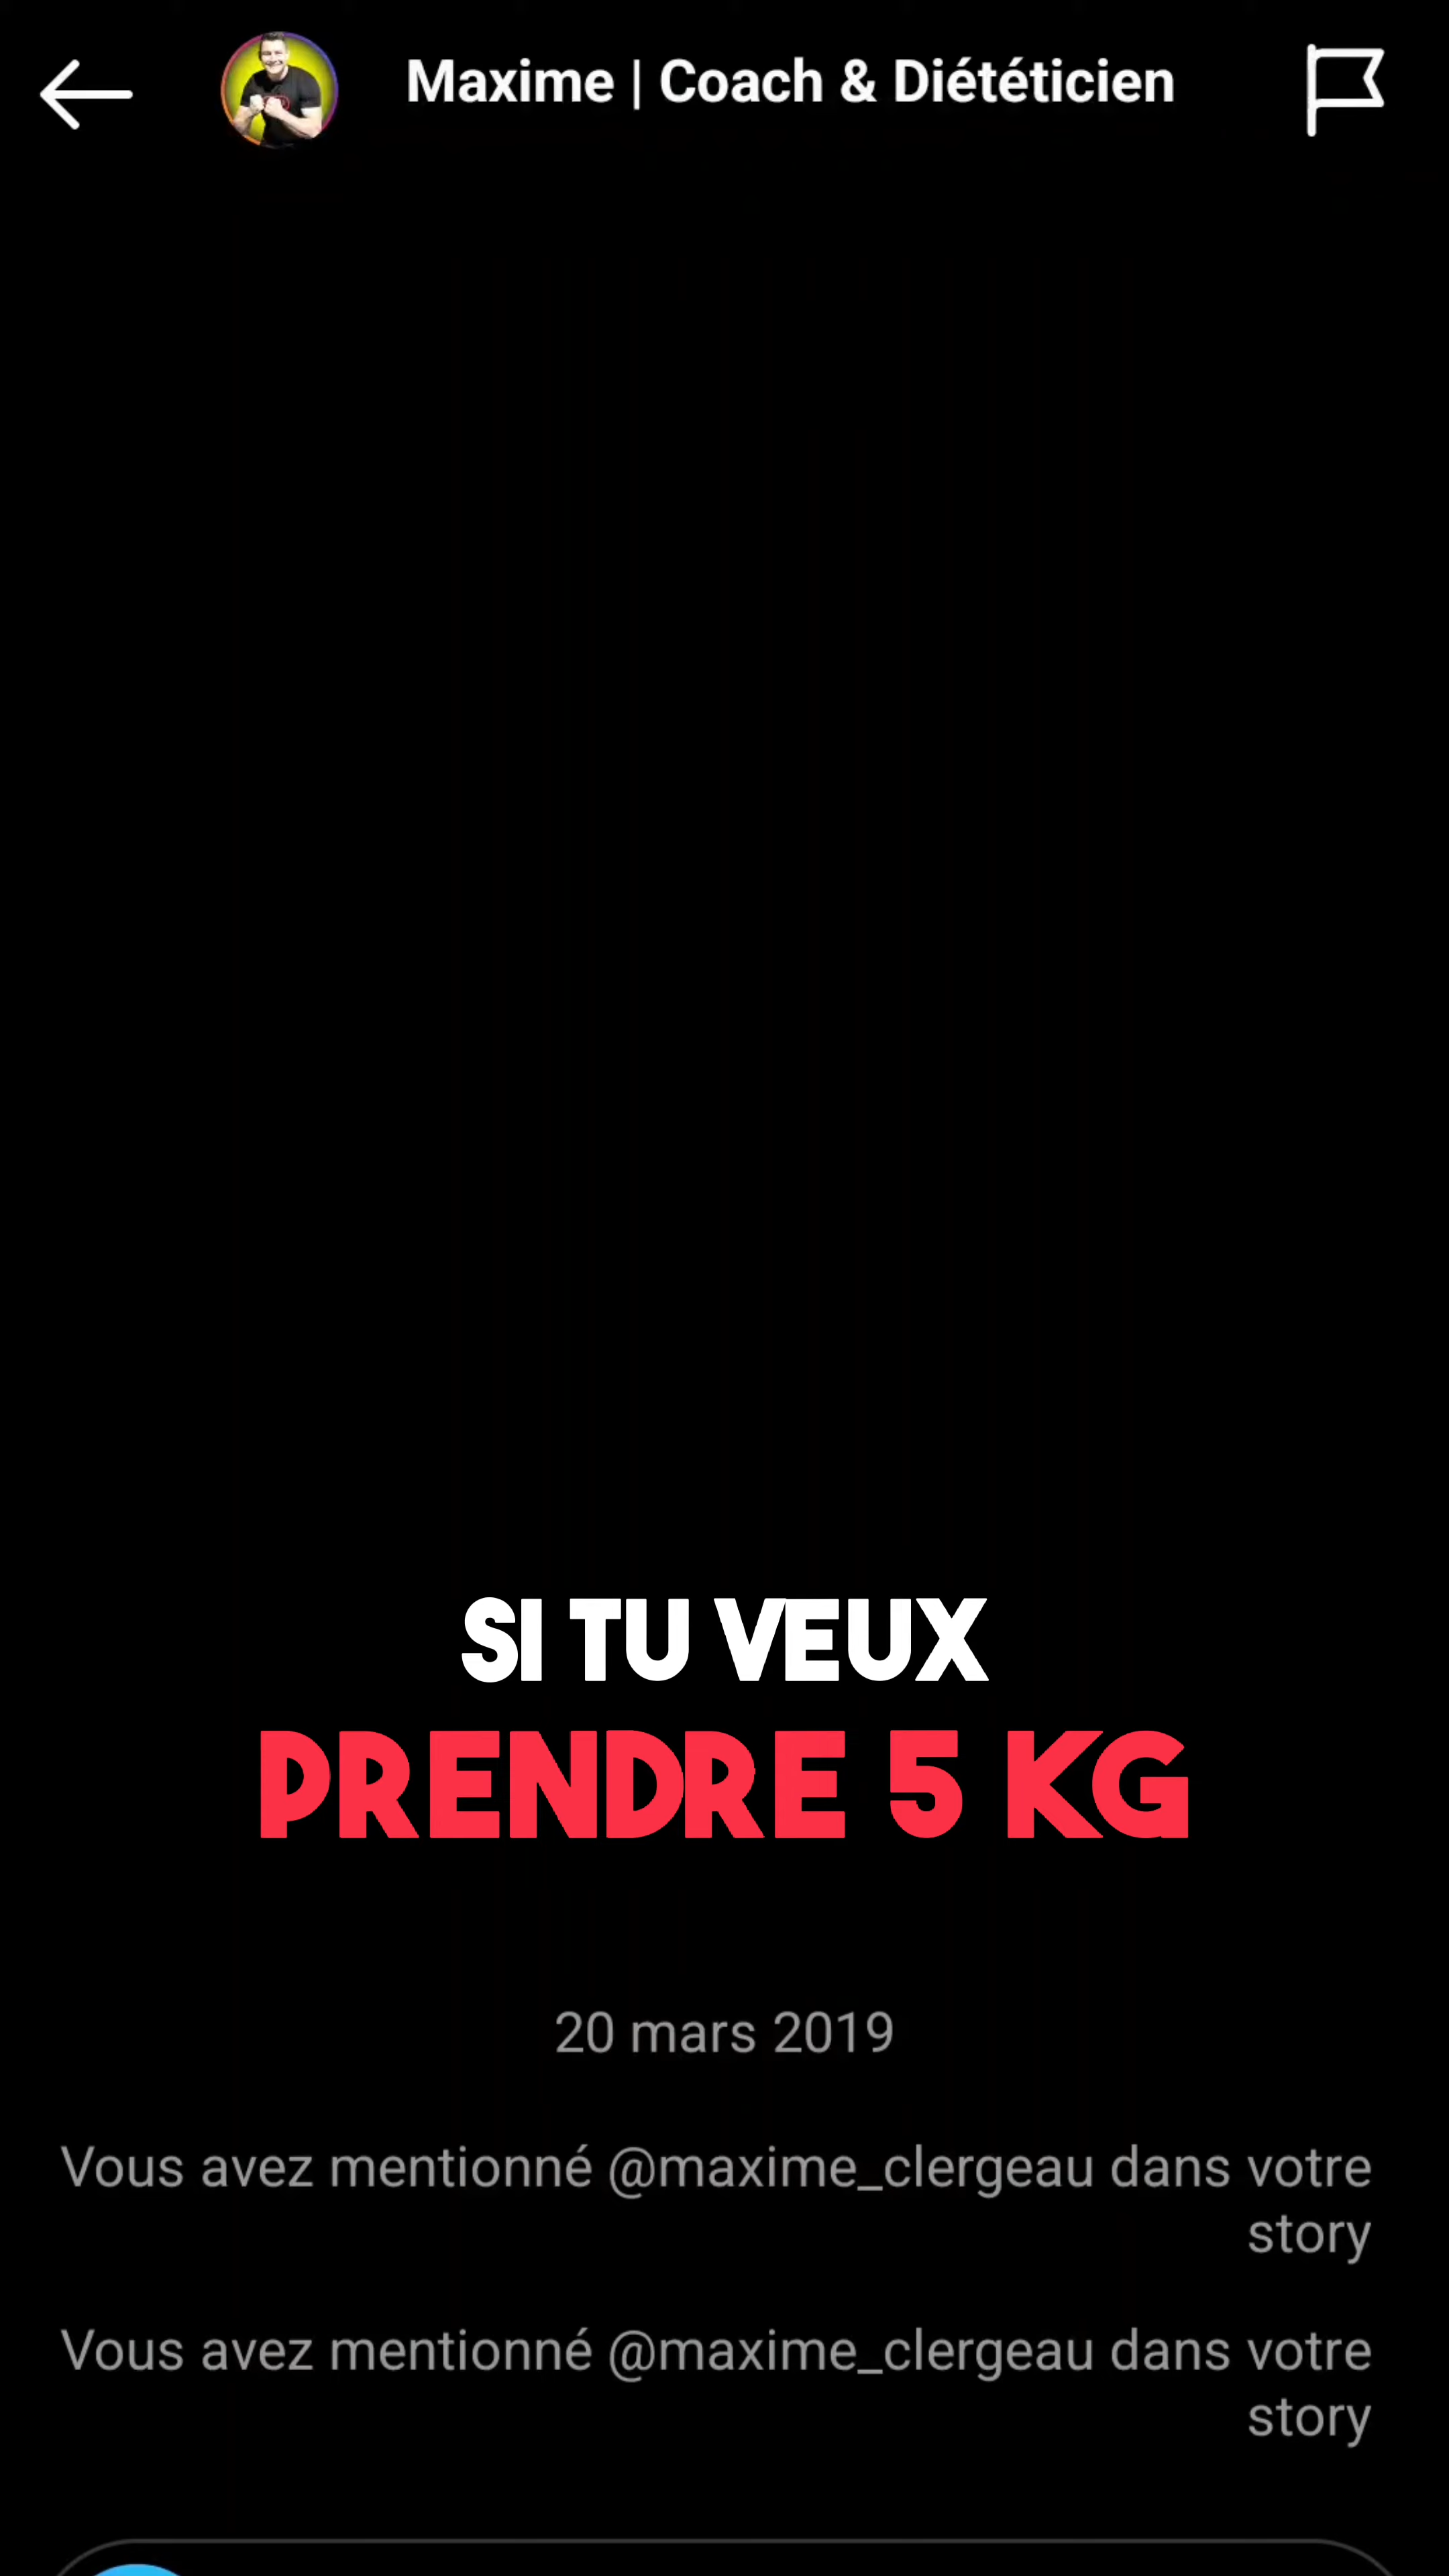 Maxime | Coach & Diététicien
SI TU VEUX
PRENDRE 5 KG
20 mars 2019
Vous avez mentionné @maxime_clergeau dans votre
story
Vous avez mentionné @maxime_clergeau dans votre
story